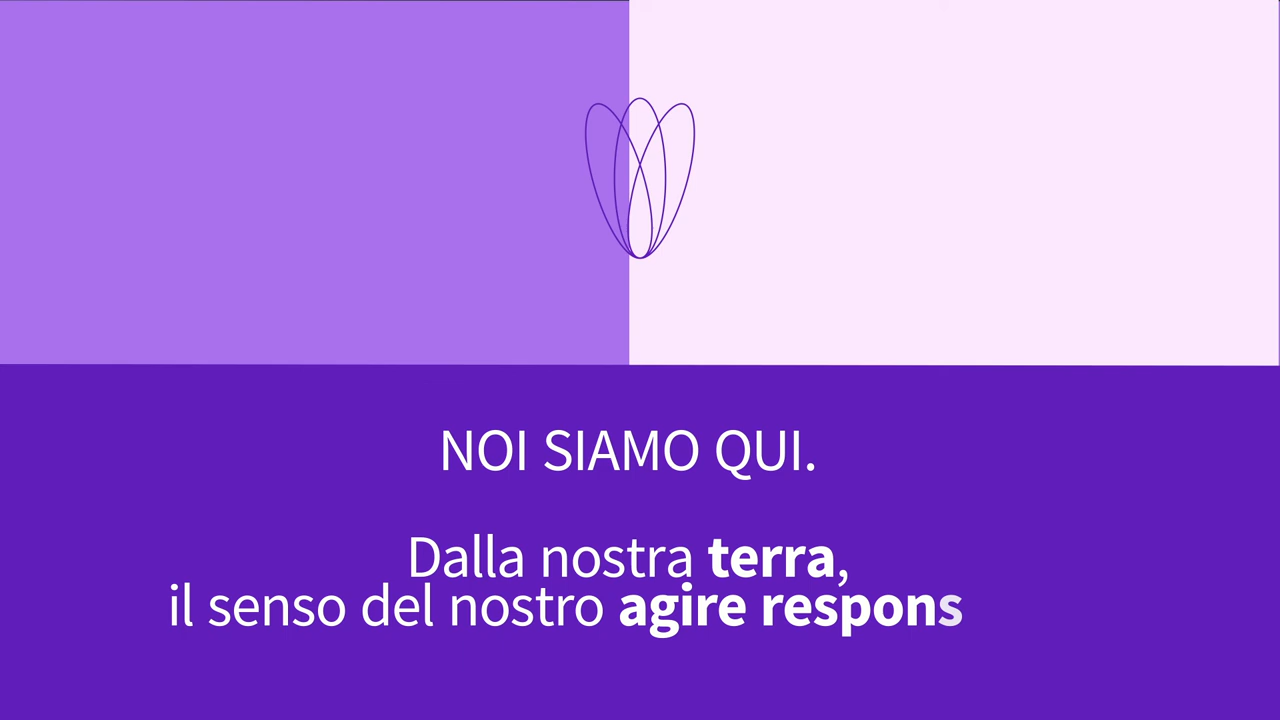 NOI SIAMO QUI.
Dalla nostra terra,
il senso del nostro agire respons